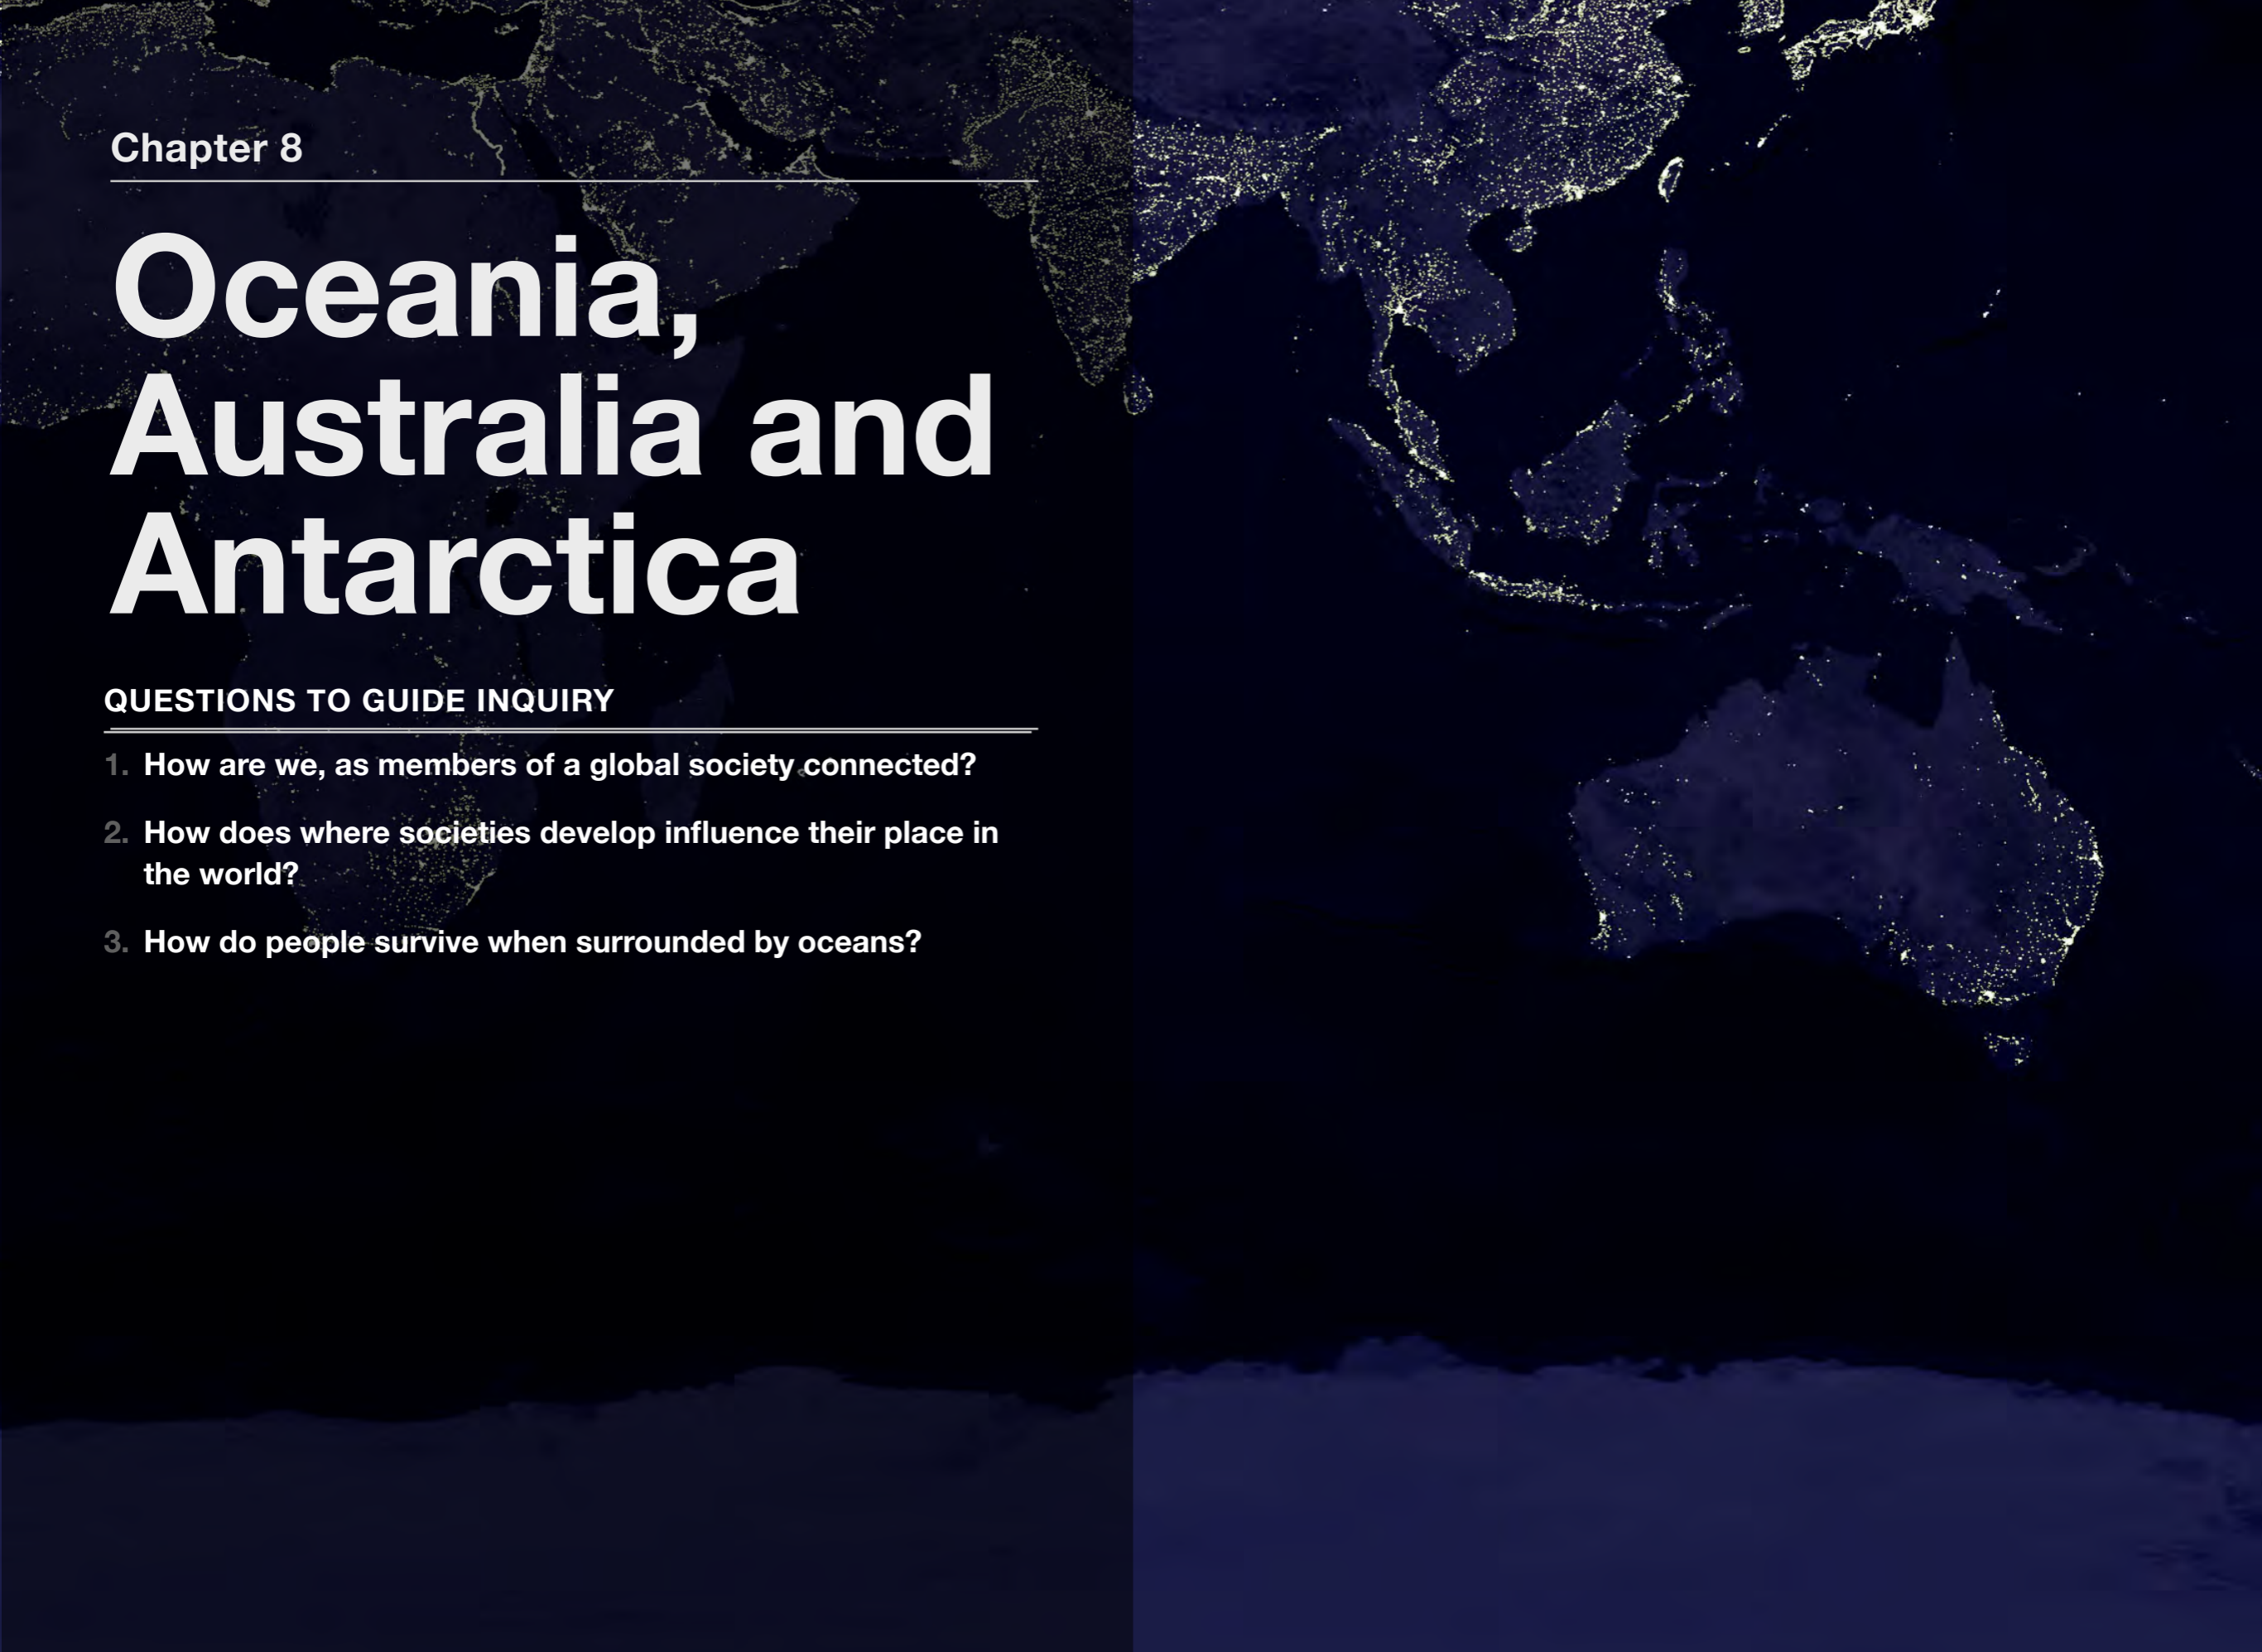 Chapter 8
Oceania,
Australia and
Antarctica
QUESTIONS TO GUIDE INQUIRY
1. How are we, as members of a global society connected?
2. How does where societies develop influence their place in
the world?
3. How do people survive when surrounded by oceans?